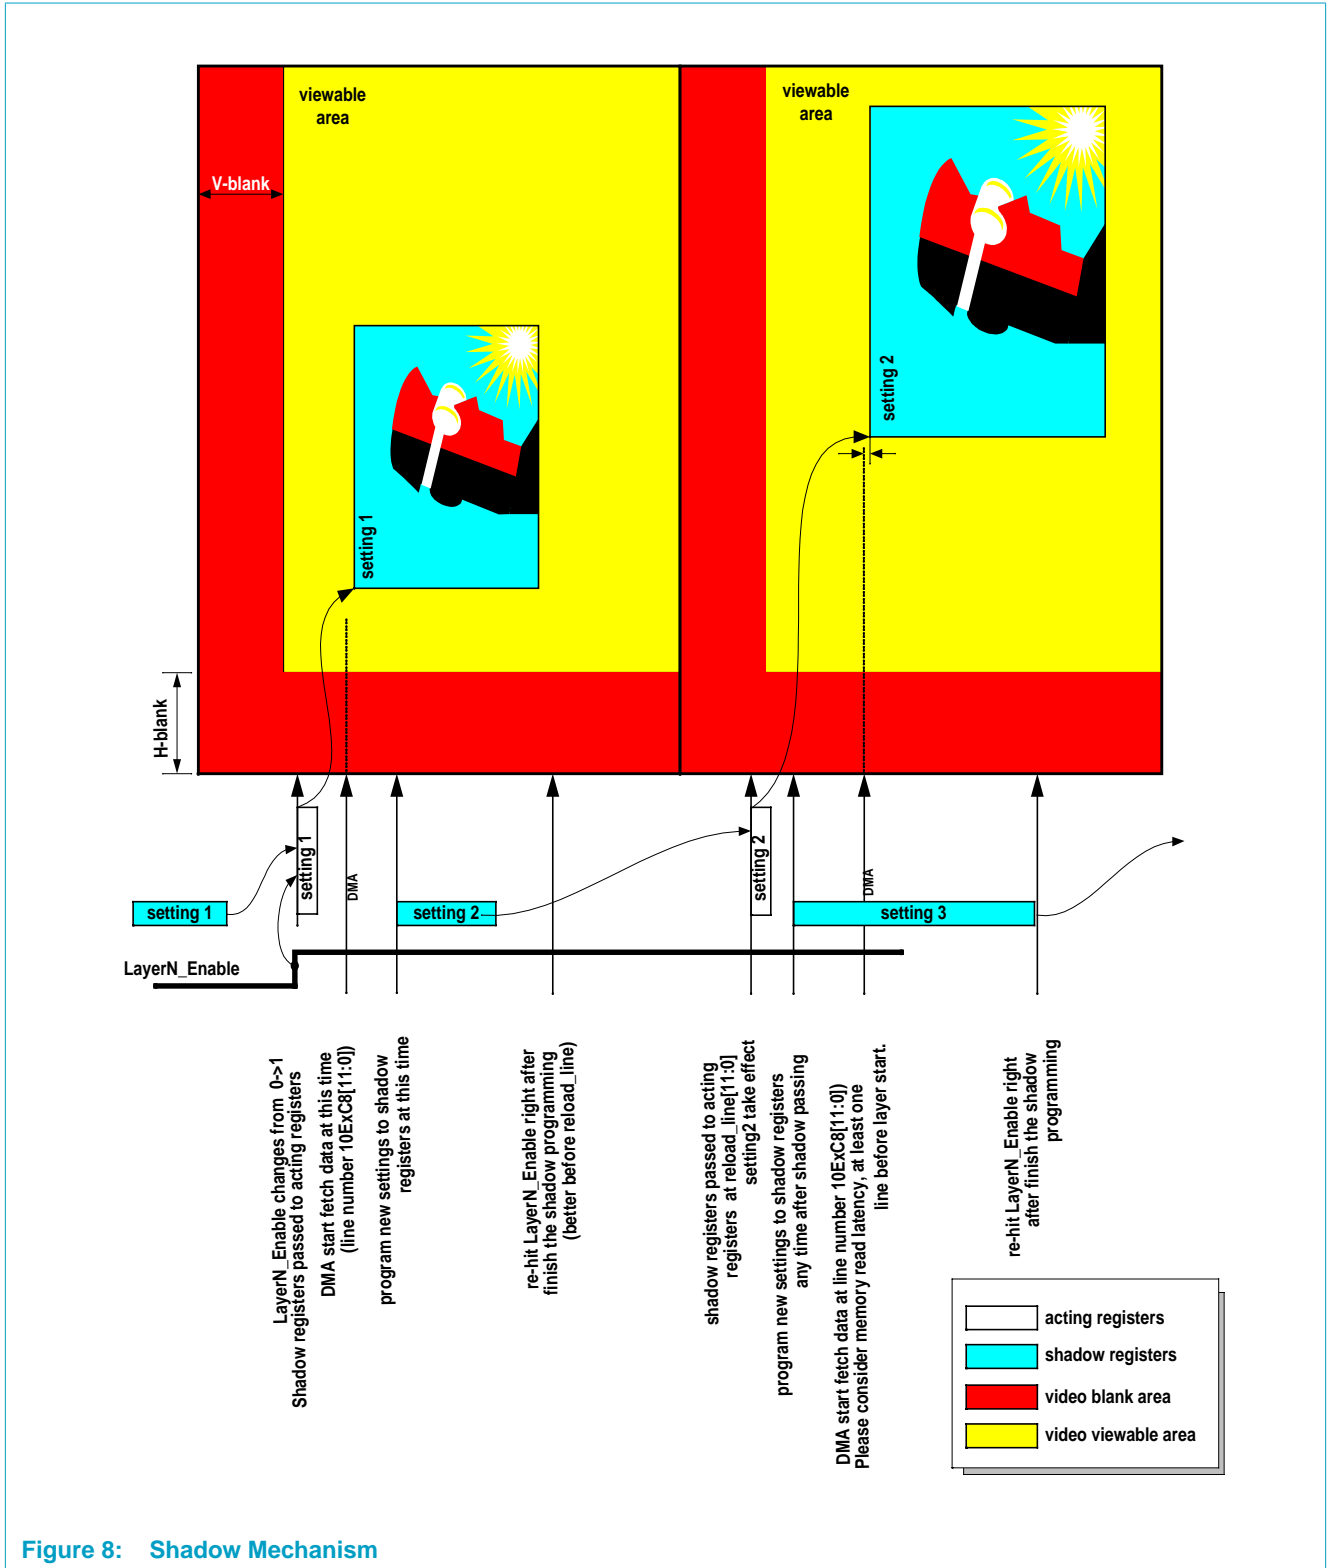 viewable
area
viewable
area
V-blank
setting 2
setting 1
H-blank
setting 1
DMA
setting 2
DMA
setting 1
setting 2
setting 3
LayerN_Enable
LayerN_Enable changes from 0->1
Shadow registers passed to acting registers
DMA start fetch data at this time
(line number 10ExC8[11:0])
program new settings to shadow
registers at this time
re-hit LayerN_Enable right after
finish the shadow programming
(better before reload_line)
shadow registers passed to acting
registers at reload_line[11:0]
setting2 take effect
program new settings to shadow registers
any time after shadow passing
DMA start fetch data at line number 10ExC8[11:0])
Please consider memory read latency, at least one
line before layer start.
re-hit LayerN_Enable right
after finish the shadow
programming
acting registers
shadow registers
video blank area
video viewable area
Figure 8: Shadow Mechanism